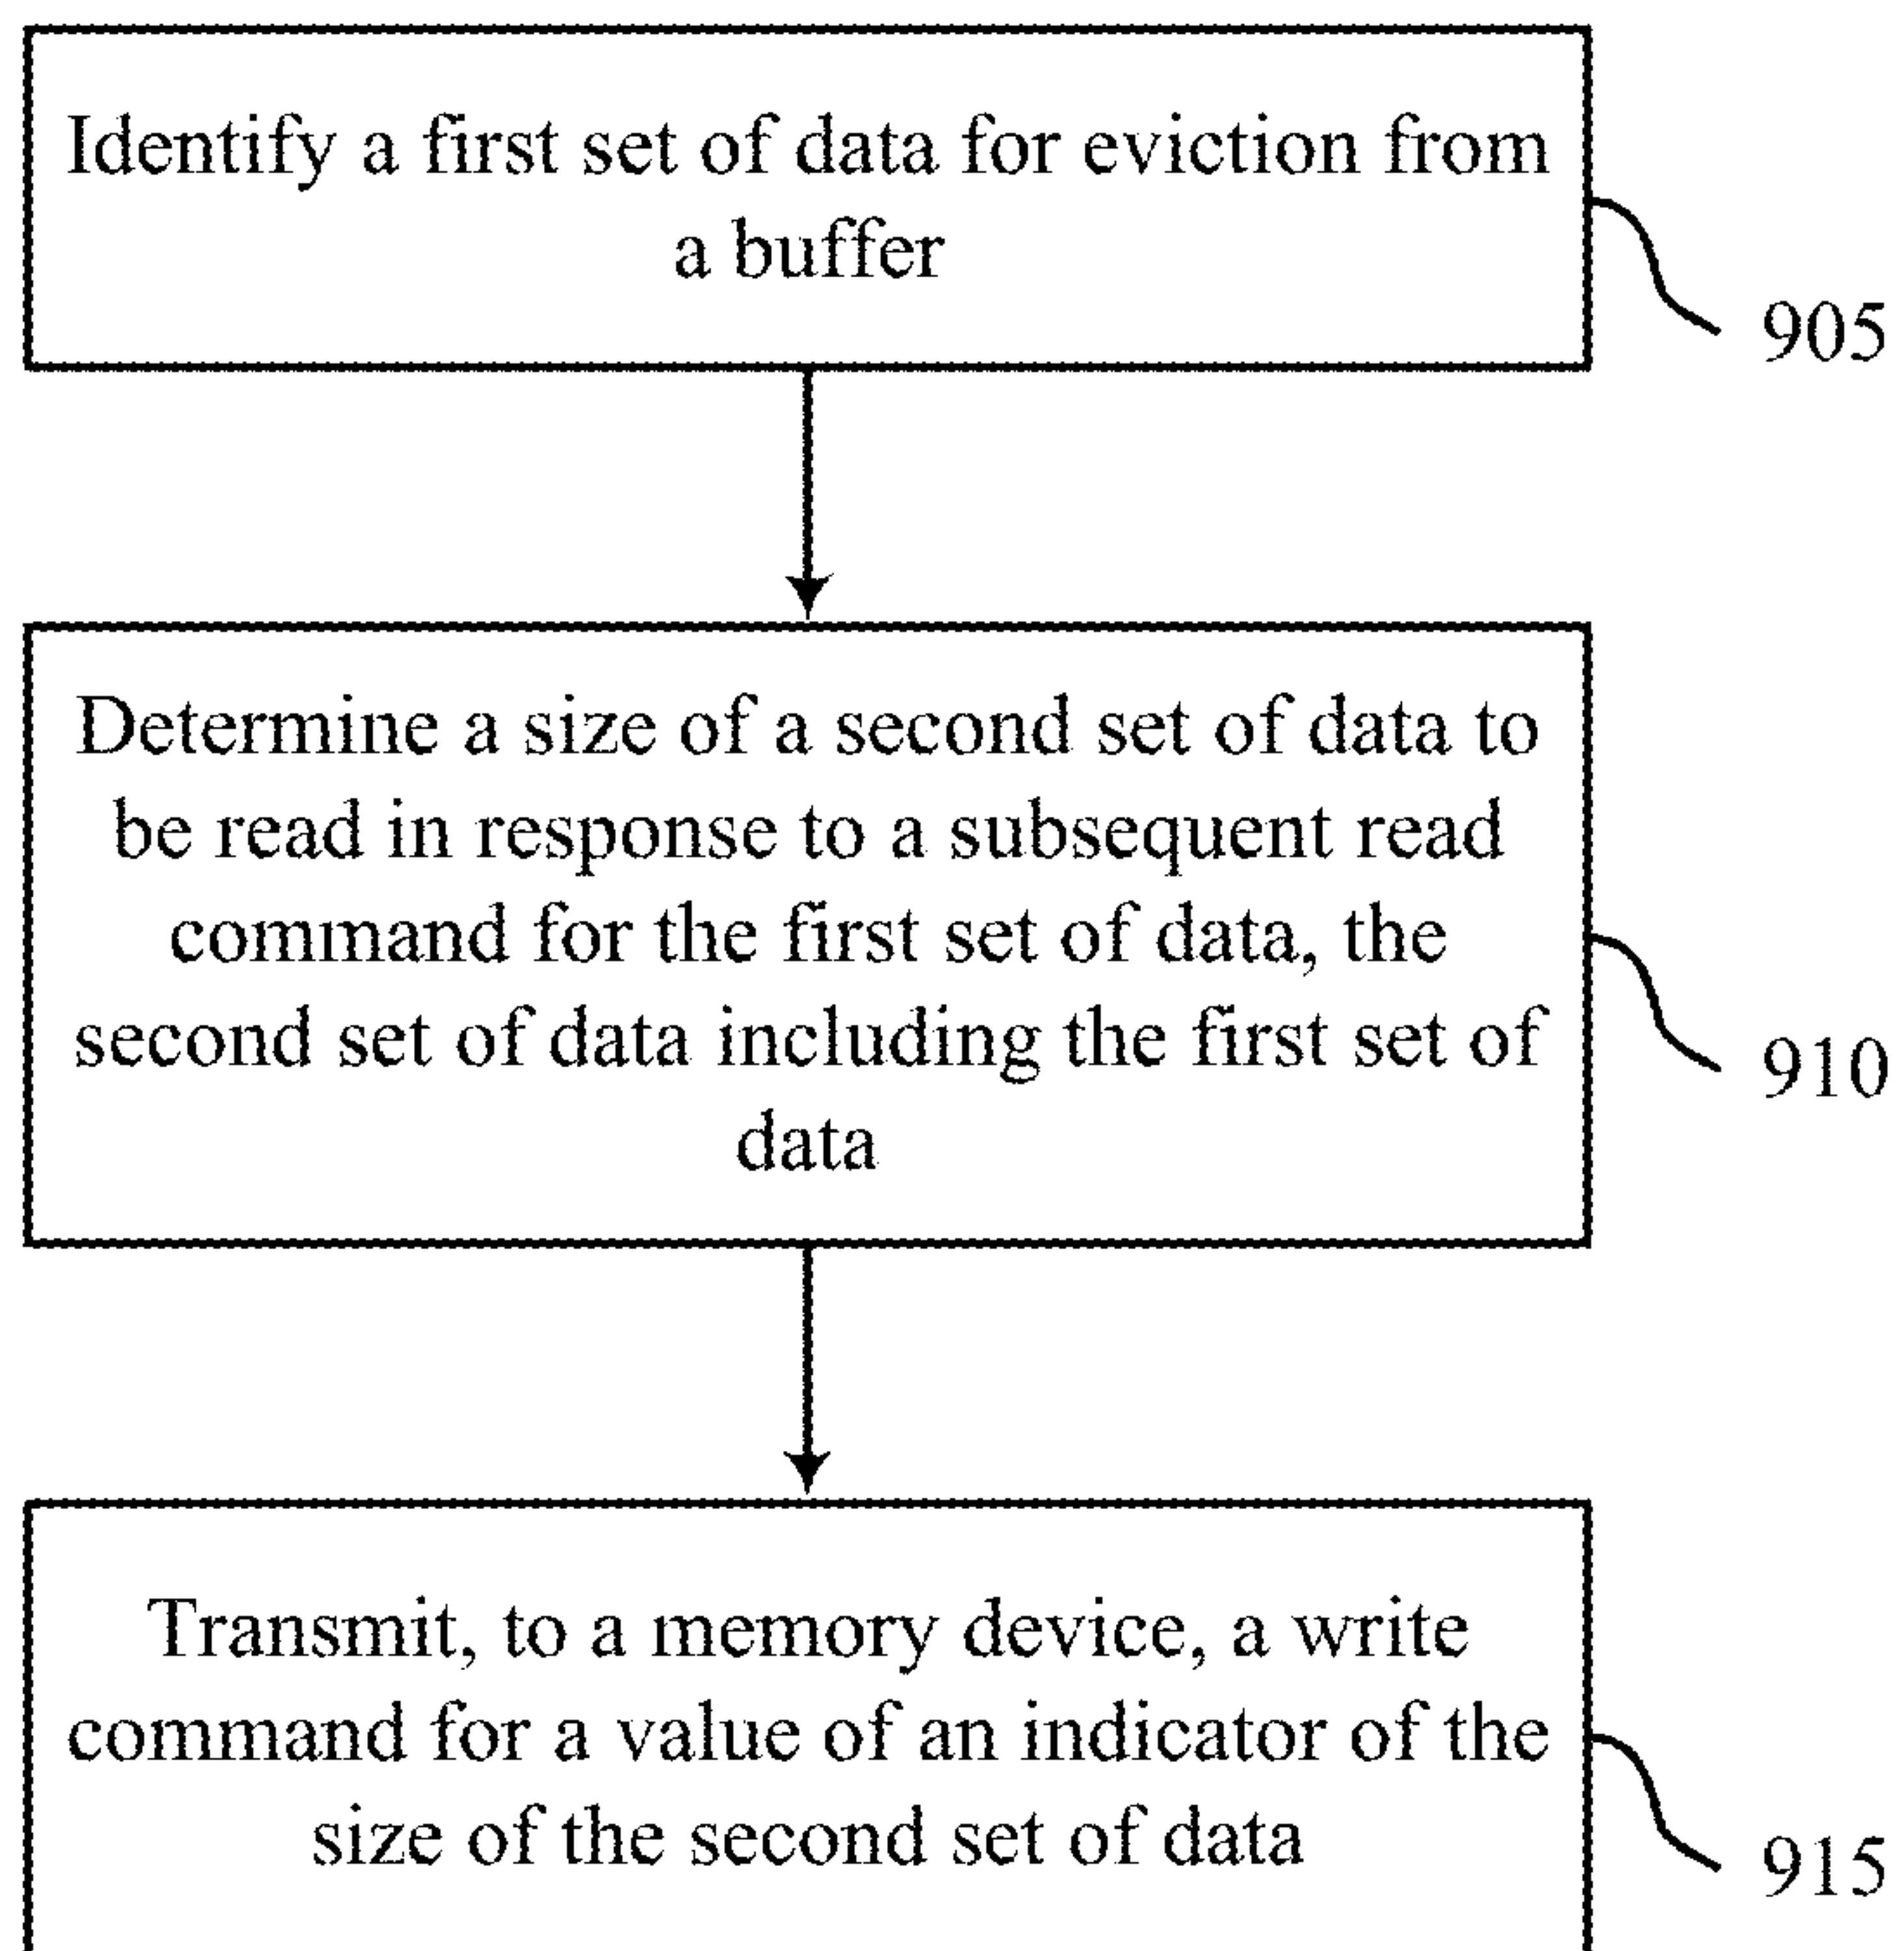 Identify a first set of data for eviction from
a buffer
905
Determine a size of a second set of data to
be read in response to a subsequent read
command for the first set of data, the
second set of data including the first set of
data
910
Transmit, to a memory device, a write
command for a value of an indicator of the
size of the second set of data
915